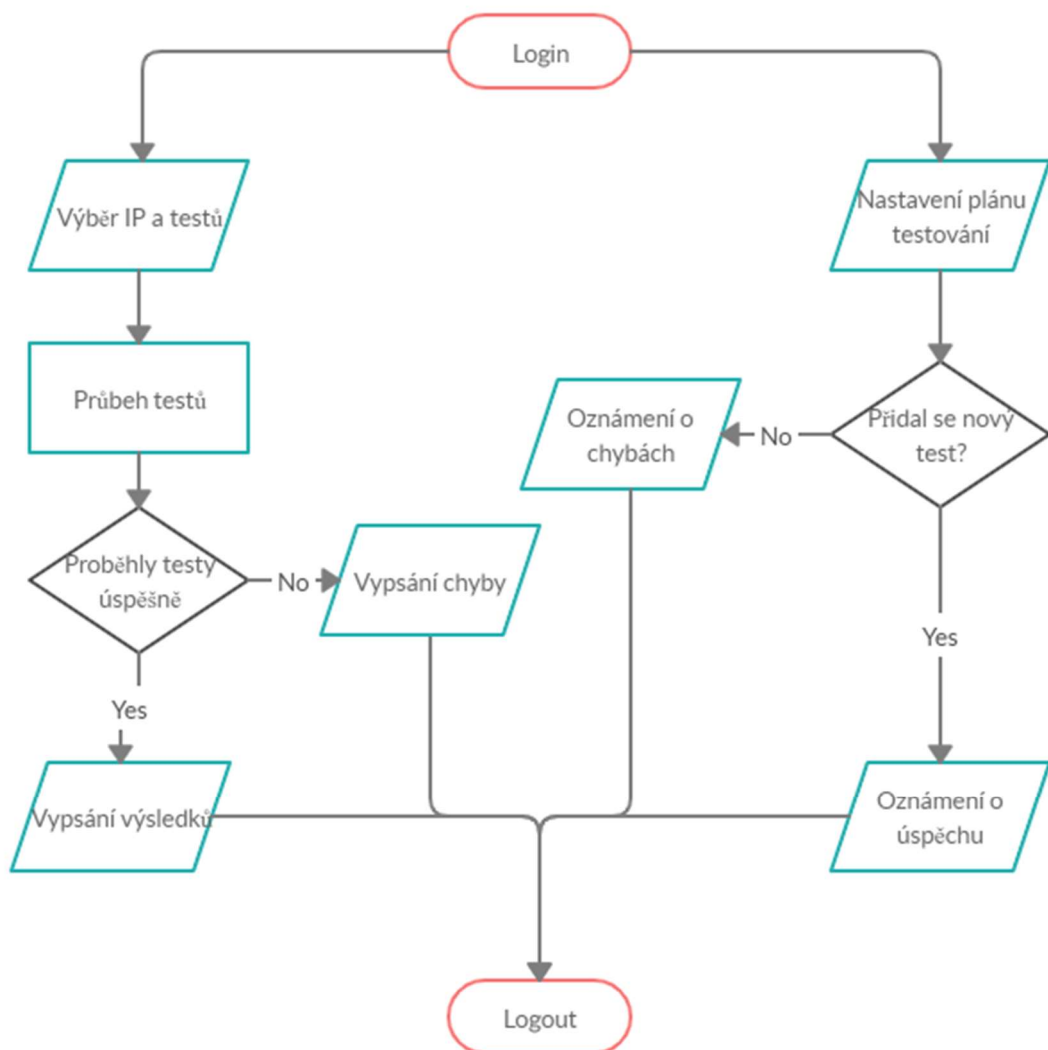 Login
Výběr IP a testů
Nastavení plánu
testování
Průbeh testů
Oznámení o
chybách
No
Přidal se nový
test?
Proběhly testy
úspěšně
No
Vypsání chyby
Yes
Yes
Vypsání výsledků
Oznámení o
úspěchu
Logout